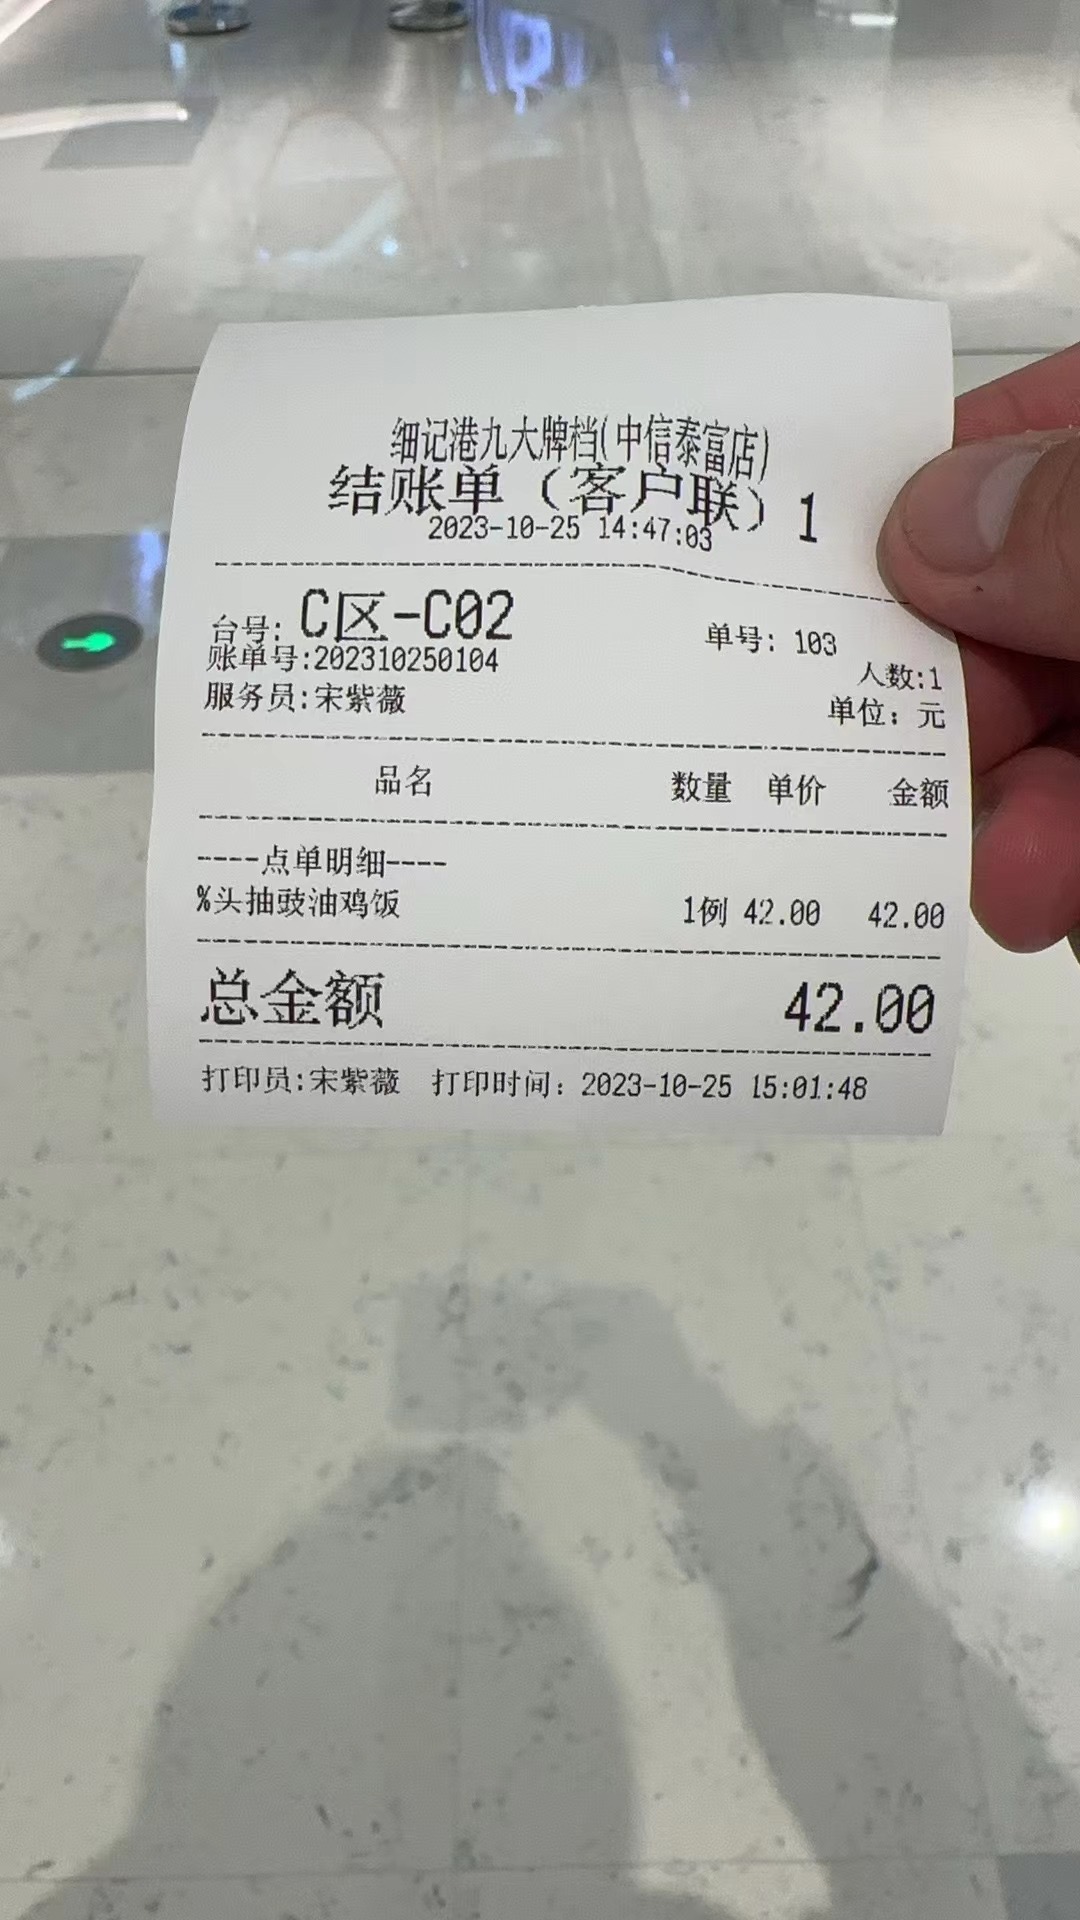 细记港九大牌档(中信泰富店)
结账单（客户联）1
2023-10-25 14:47:03
台号: C区-C02 单号: 103
账单号:202310250104 人数:1
服务员:宋紫薇 单位: 元
品名 数量 单价 金额
----点单明细----
%头抽豉油鸡饭 1例 42.00 42.00
总金额 42.00
打印员:宋紫薇 打印时间: 2023-10-25 15:01:48